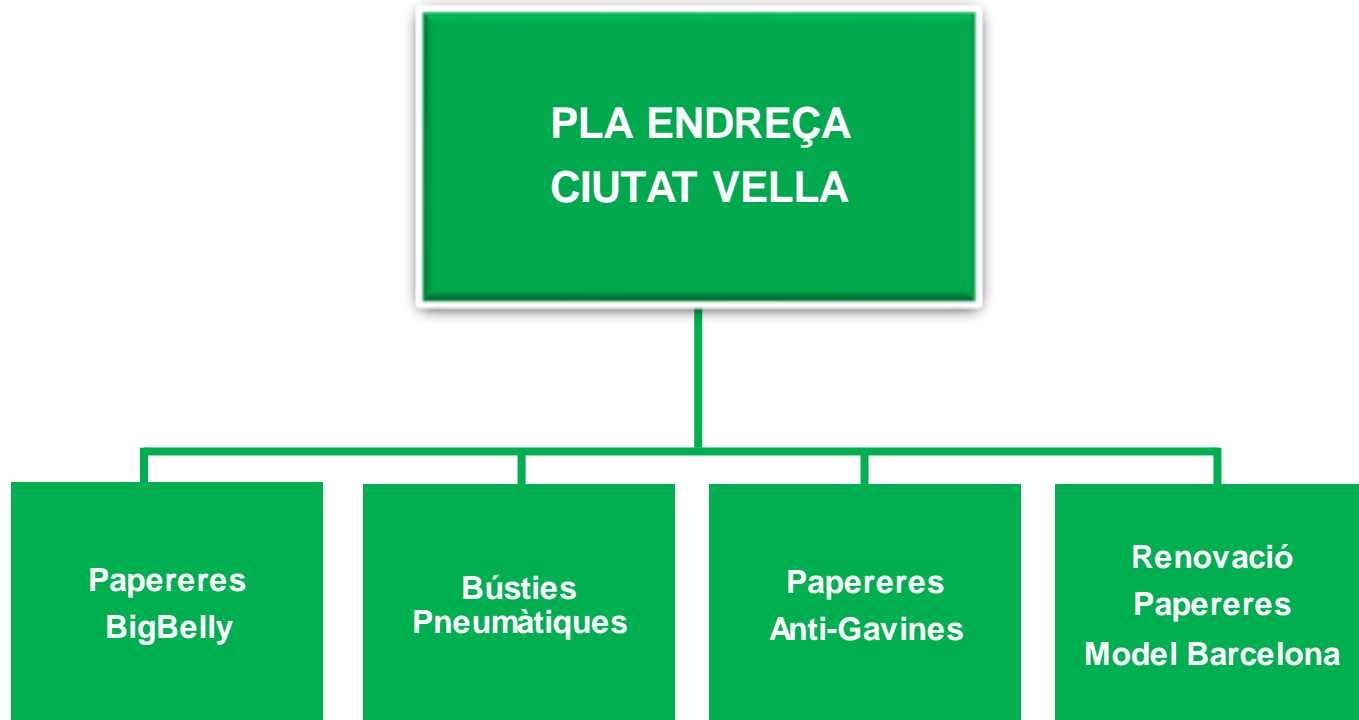 PLA ENDREÇA
CIUTAT VELLA
Papereres
BigBelly
Bústies
Pneumàtiques
Papereres
Anti-Gavines
Renovació
Papereres
Model Barcelona